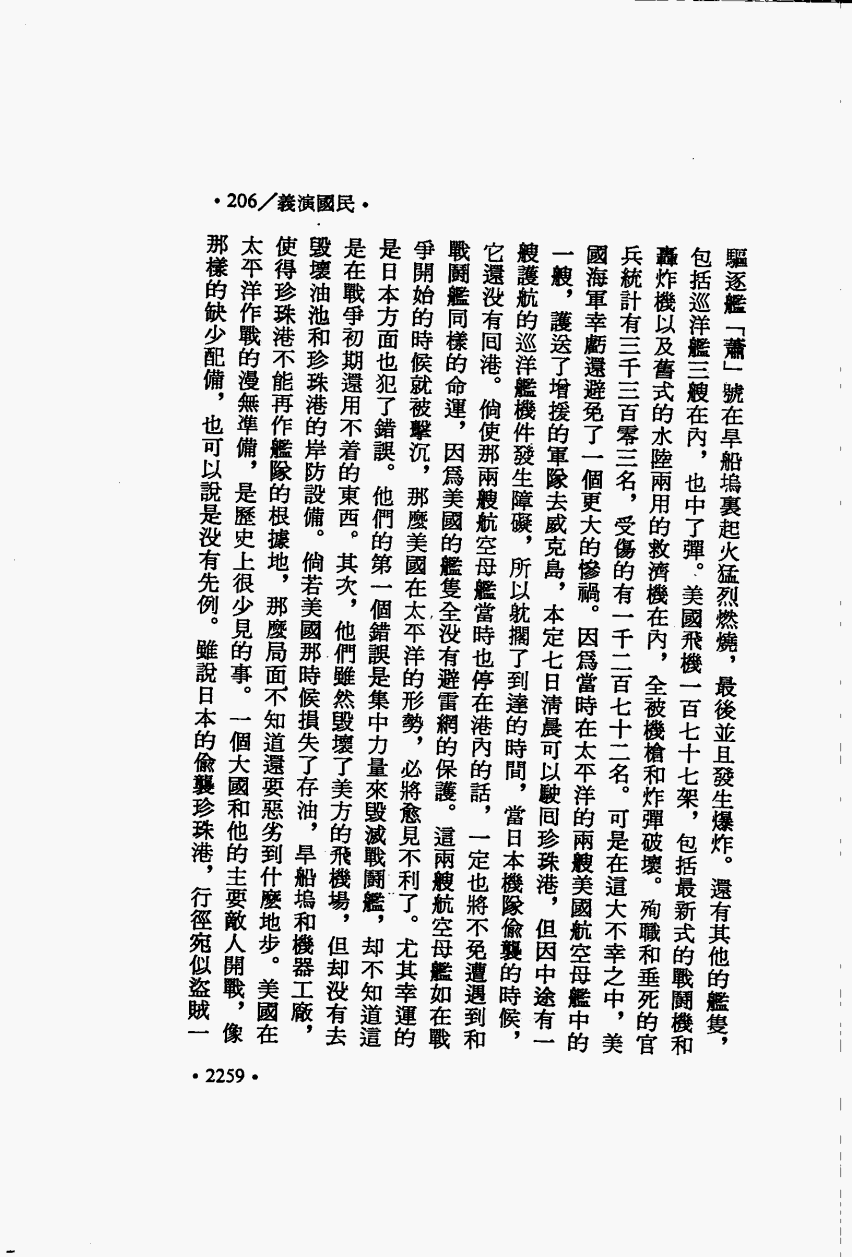 •206／義演國民•
驅逐艦「蕭」號在旱船塢裏起火猛烈燃燒，最後並且發生爆炸。還有其他的艦隻，
包括巡洋艦三艘在內，也中了彈。美國飛機一百七十七架，包括最新式的戰鬪機和
轟炸機以及舊式的水陸兩用的救濟機在內，全被機槍和炸彈破壞。殉職和垂死的官
兵統計有三千三百零三名，受傷的有一千二百七十二名。可是在這大不幸之中，美
國海軍幸虧還避免了一個更大的慘禍。因爲當時在太平洋的兩艘美國航空母艦中的
一艘，護送了增援的軍隊去威克島，本定七日清晨可以駛囘珍珠港，但因中途有一
艘護航的巡洋艦機件發生障礙，所以躭擱了到達的時間，當日本機隊偸襲的時候，
它還没有囘港。倘使那兩艘航空母艦當時也停在港內的話，一定也將不免遭遇到和
戰鬪艦同樣的命運，因爲美國的艦隻全没有避雷網的保護。這兩艘航空母艦如在戰
爭開始的時候就被擊沉，那麼美國在太平洋的形勢，必將愈見不利了。尤其幸運的
是日本方面也犯了錯誤。他們的第一個錯誤是集中力量來毀滅戰鬪艦，却不知道這
是在戰爭初期還用不着的東西。其次，他們雖然毀壞了美方的飛機場，但却没有去
毀壞油池和珍珠港的岸防設備。倘若美國那時候損失了存油，旱船塢和機器工廠，
使得珍珠港不能再作艦隊的根據地，那麼局面不知道還要惡劣到什麼地步。美國在
太平洋作戰的漫無準備，是歷史上很少見的事。一個大國和他的主要敵人開戰，像
那樣的缺少配備，也可以說是没有先例。雖說日本的偸襲珍珠港，行徑宛似盜賊一
•2259•